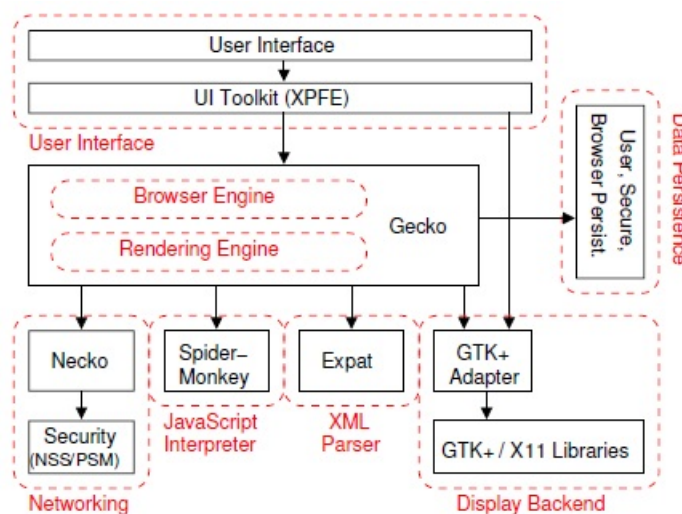 User Interface
UI Toolkit (XPFE)
User Interface
Browser Engine
Rendering Engine
Gecko
User, Secure,
Browser Persist.
Data Persistence
Necko
Security
(NSS/PSM)
Networking
Spider-
Monkey
JavaScript
Interpreter
Expat
XML
Parser
GTK+
Adapter
GTK+ / X11 Libraries
Display Backend